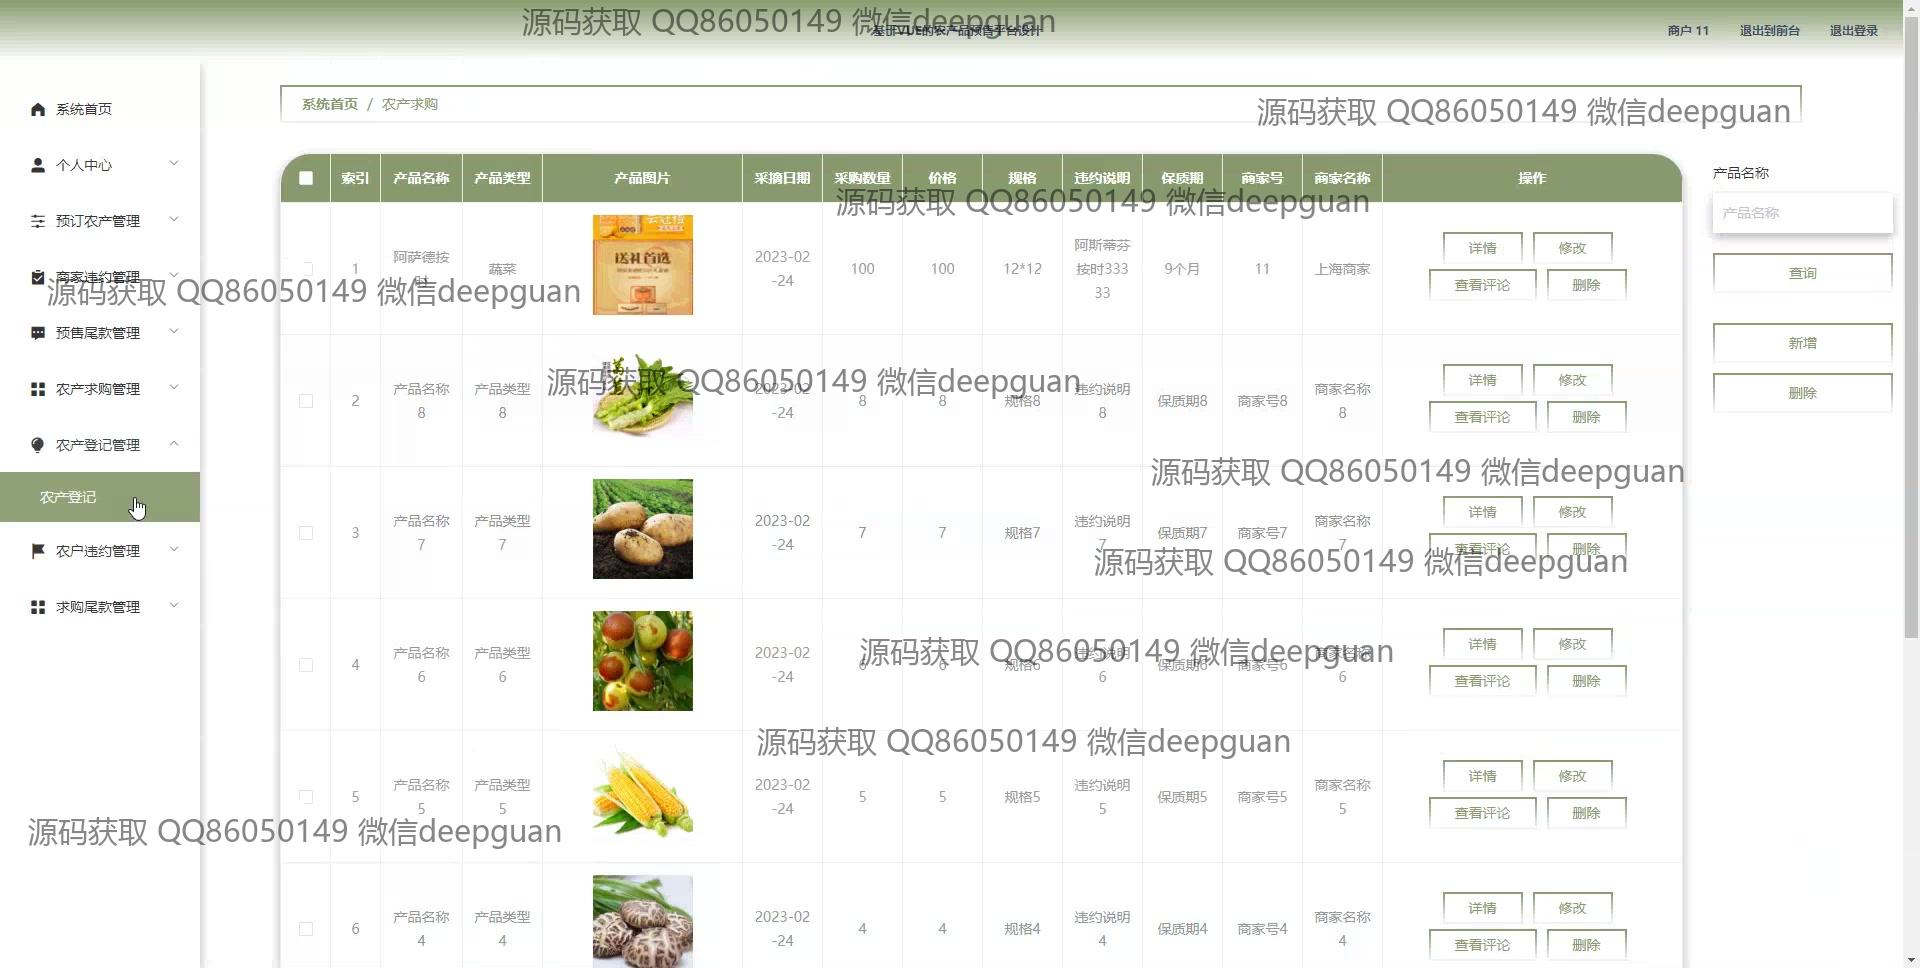 源码获取 QQ86050149 微信deepguan
基于VUE的农产品预售平台设计
商户 11
退出到前台
退出登录
系统首页
个人中心
预订农产管理
商家违约管理
预售尾款管理
农产求购管理
农产登记管理
农产登记
农户违约管理
求购尾款管理
系统首页 / 农产求购
源码获取 QQ86050149 微信deepguan
索引 产品名称 产品类型 产品图片 采摘日期 采购数量 价格 规格 违约说明 保质期 商家号 商家名称 操作
源码获取 QQ86050149 微信deepguan
1 阿萨德按时 蔬菜 送礼首选 2023-02-24 100 100 12*12 阿斯蒂芬按时33333 9个月 11 上海商家 详情 修改 查看评论 删除
源码获取 QQ86050149 微信deepguan
2 产品名称8 产品类型8 2023-02-24 8 8 规格8 违约说明8 保质期8 商家号8 商家名称8 详情 修改 查看评论 删除
源码获取 QQ86050149 微信deepguan
源码获取 QQ86050149 微信deepguan
3 产品名称7 产品类型7 2023-02-24 7 7 规格7 违约说明7 保质期7 商家号7 商家名称7 详情 修改 查看评论 删除
源码获取 QQ86050149 微信deepguan
4 产品名称6 产品类型6 2023-02-24 6 6 规格6 违约说明6 保质期6 商家号6 商家名称6 详情 修改 查看评论 删除
源码获取 QQ86050149 微信deepguan
源码获取 QQ86050149 微信deepguan
5 产品名称5 产品类型5 2023-02-24 5 5 规格5 违约说明5 保质期5 商家号5 商家名称5 详情 修改 查看评论 删除
源码获取 QQ86050149 微信deepguan
6 产品名称4 产品类型4 2023-02-24 4 4 规格4 违约说明4 保质期4 商家号4 商家名称4 详情 修改 查看评论 删除
产品名称
产品名称
查询
新增
删除